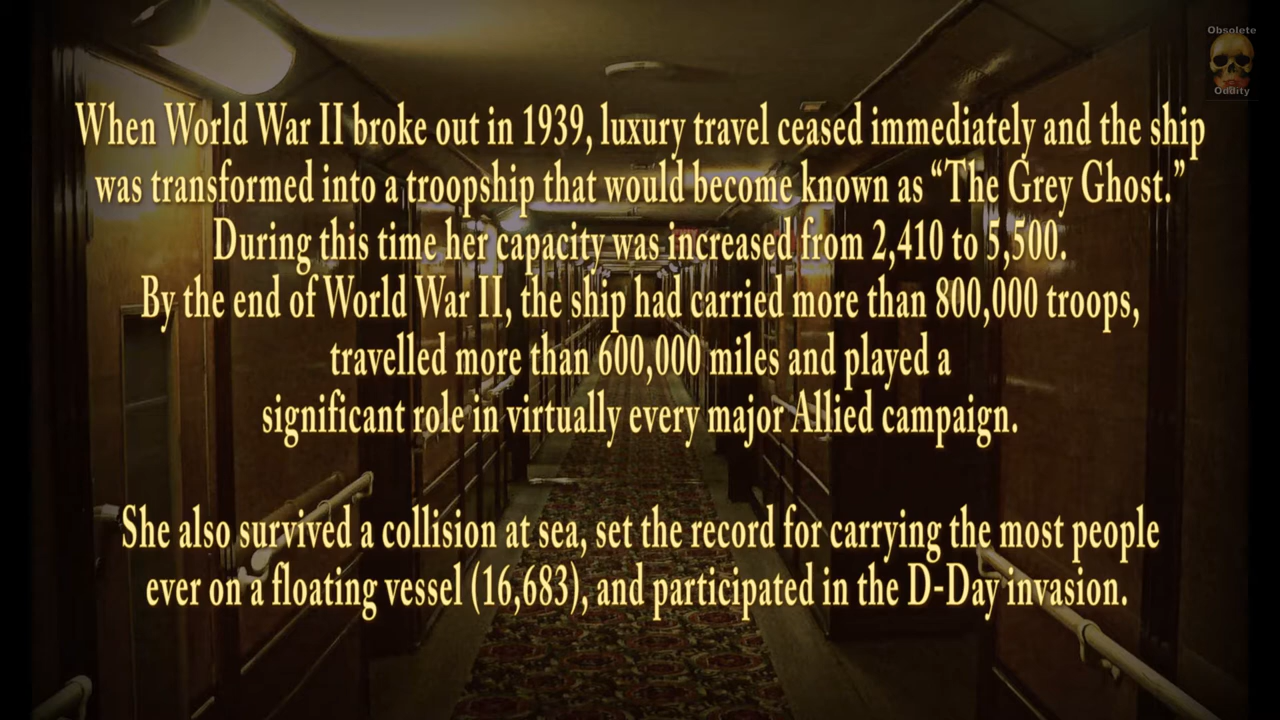 Obsolete
Oddity
When World War II broke out in 1939, luxury travel ceased immediately and the ship
was transformed into a troopship that would become known as “The Grey Ghost.”
During this time her capacity was increased from 2,410 to 5,500.
By the end of World War II, the ship had carried more than 800,000 troops,
travelled more than 600,000 miles and played a
significant role in virtually every major Allied campaign.
She also survived a collision at sea, set the record for carrying the most people
ever on a floating vessel (16,683), and participated in the D-Day invasion.